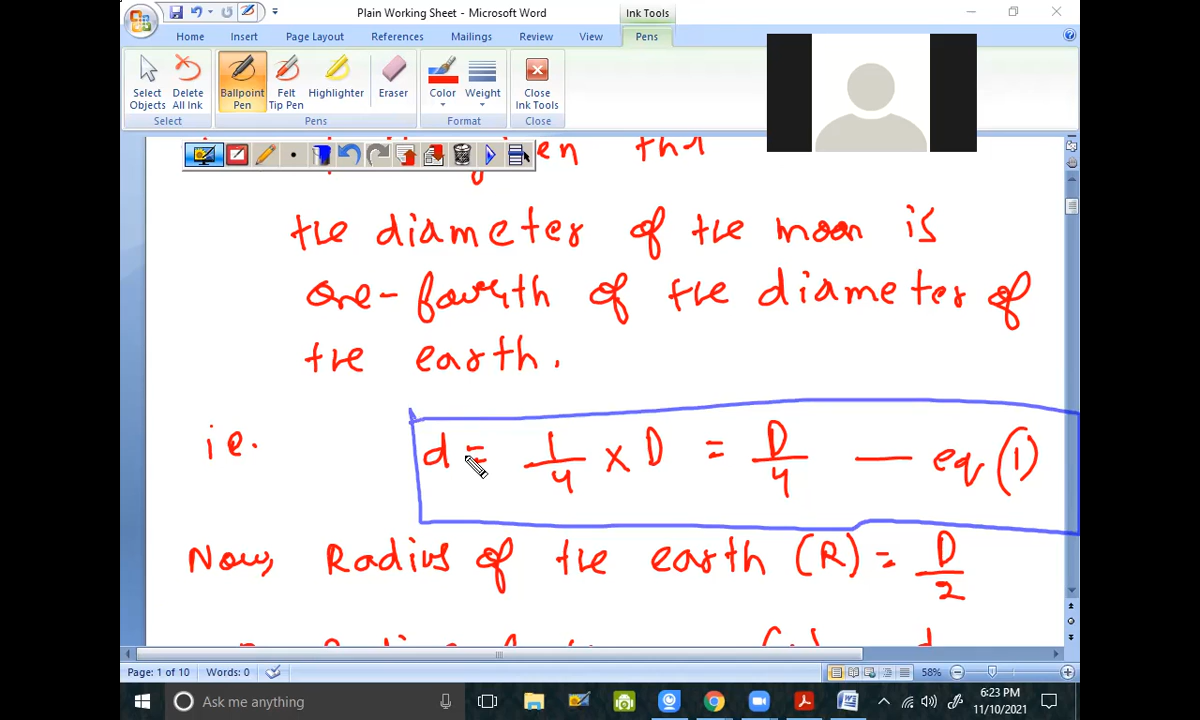 Plain Working Sheet - Microsoft Word
Ink Tools
Home Insert Page Layout References Mailings Review View Pens
Select Objects
Delete All Ink
Ballpoint Pen
Felt Tip Pen
Highlighter
Eraser
Color
Weight
Close Ink Tools
Select Pens Format Close
the diameter of the moon is
one-fourth of the diameter of
the earth.
i.e. d = 1/4 × D = D/4 — eq (1)
Now, Radius of the earth (R) = D/2
Page: 1 of 10 Words: 0 58%
Ask me anything
6:23 PM
11/10/2021